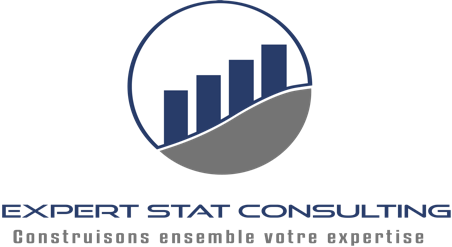 EXPERT STAT CONSULTING
Construisons ensemble votre expertise